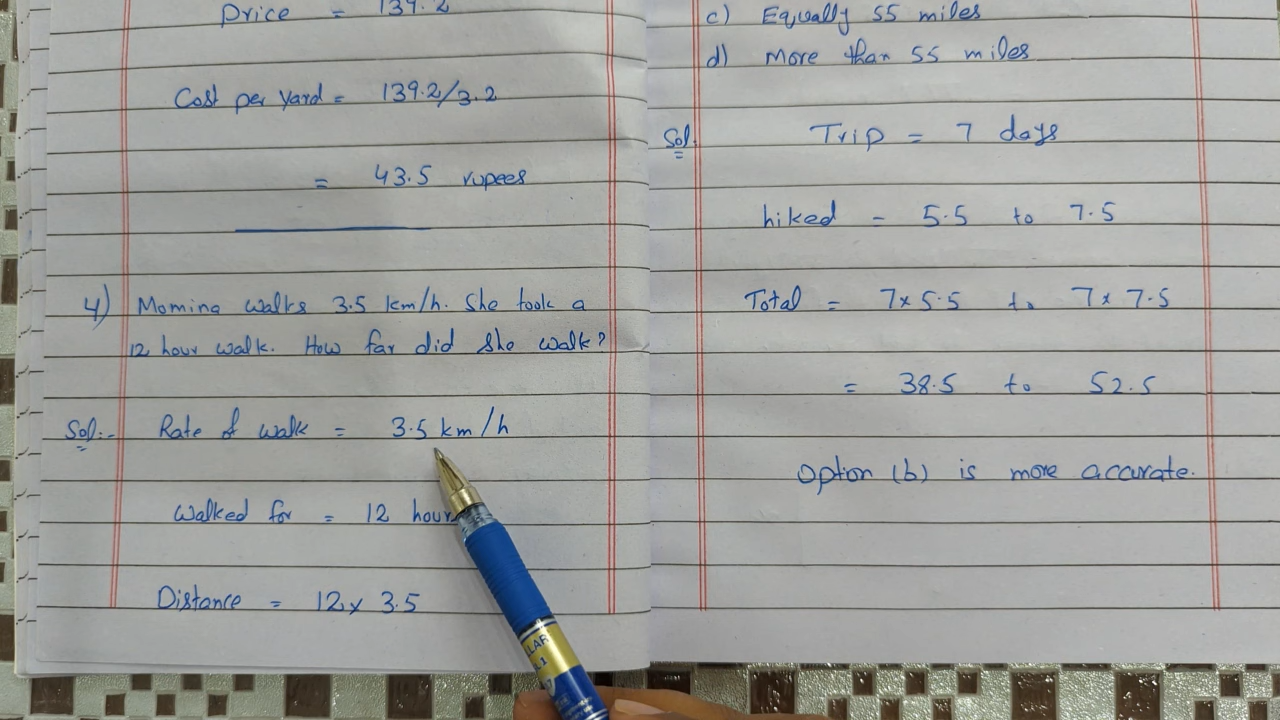 Price = 139.2
Cost per yard = 139.2/3.2
= 43.5 rupees
4) Momina walks 3.5 km/h. She took a
12 hour walk. How far did she walk?
Sol:- Rate of walk = 3.5 km/h
Walked for = 12 hours
Distance = 12 x 3.5
c) Equally 55 miles
d) More than 55 miles
Sol Trip = 7 days
hiked = 5.5 to 7.5
Total = 7x5.5 to 7 x 7.5
= 38.5 to 52.5
Option (b) is more accurate.